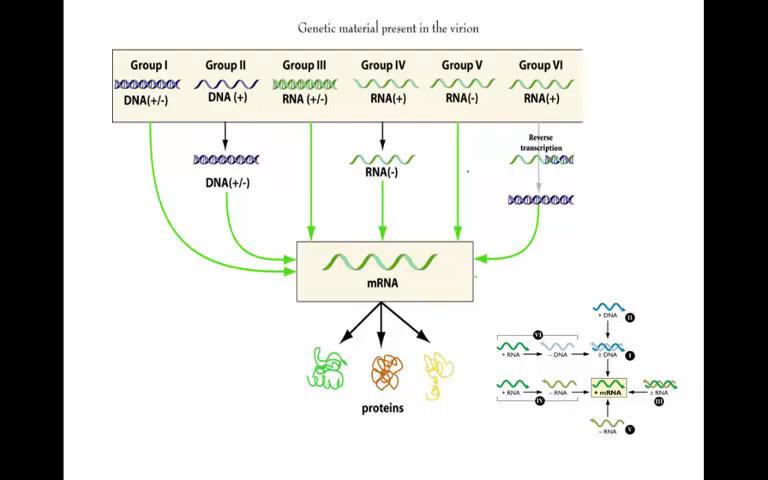 Genetic material present in the virion
Group I Group II Group III Group IV Group V Group VI
DNA(+/-) DNA (+) RNA (+/-) RNA(+) RNA(-) RNA(+)
Reverse
transcription
DNA(+/-)
RNA(-)
mRNA
proteins
+ DNA II
VI
+ RNA – DNA ± DNA I
+ RNA – RNA + mRNA ± RNA
IV III
– RNA V